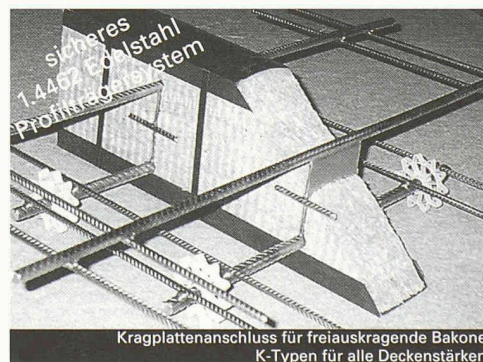 sicheres
1.4462 Edelstahl
Profilträgersystem
Kragplattenanschluss für freiauskragende Bakone
K-Typen für alle Deckenstärken